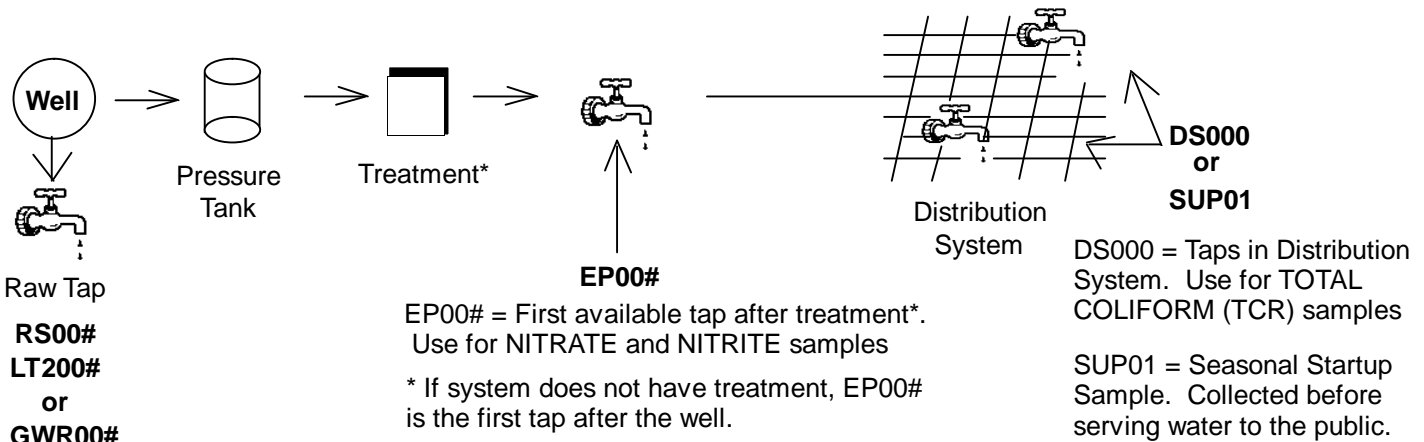 Well
Pressure
Tank
Treatment*
Raw Tap
RS00#
LT200#
or
GWR00#
EP00#
EP00# = First available tap after treatment*.
Use for NITRATE and NITRITE samples
* If system does not have treatment, EP00#
is the first tap after the well.
Distribution
System
DS000
or
SUP01
DS000 = Taps in Distribution
System. Use for TOTAL
COLIFORM (TCR) samples
SUP01 = Seasonal Startup
Sample. Collected before
serving water to the public.